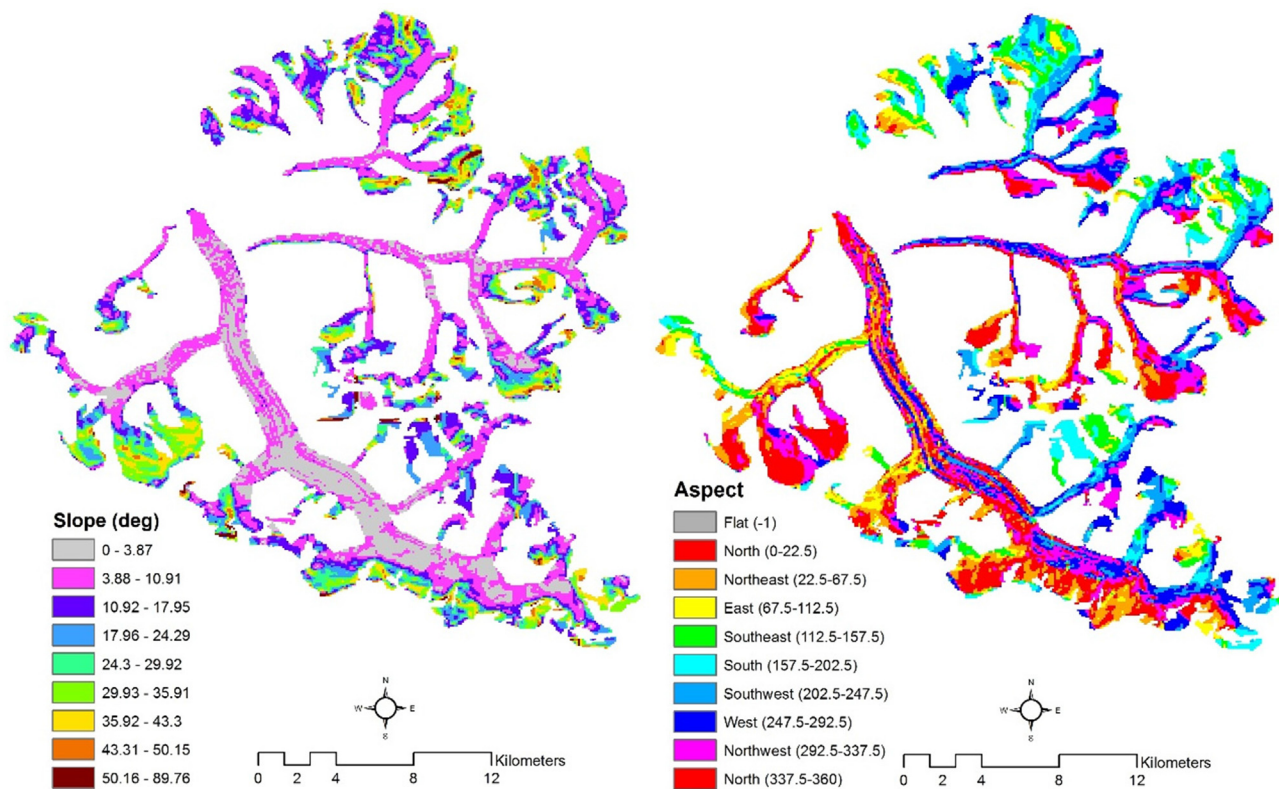 Slope (deg)
0 - 3.87
3.88 - 10.91
10.92 - 17.95
17.96 - 24.29
24.3 - 29.92
29.93 - 35.91
35.92 - 43.3
43.31 - 50.15
50.16 - 89.76
N
W E
S
Kilometers
0 2 4 8 12
Aspect
Flat (-1)
North (0-22.5)
Northeast (22.5-67.5)
East (67.5-112.5)
Southeast (112.5-157.5)
South (157.5-202.5)
Southwest (202.5-247.5)
West (247.5-292.5)
Northwest (292.5-337.5)
North (337.5-360)
N
W E
S
Kilometers
0 2 4 8 12